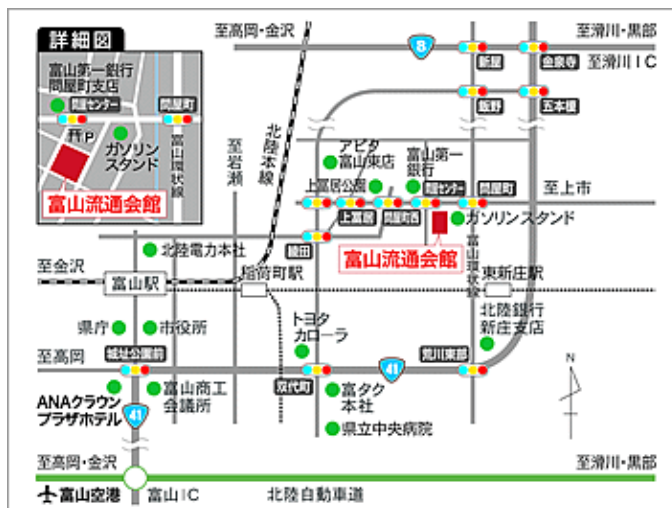 詳細図
富山第一銀行
問屋町支店
問屋センター
問屋町
P
ガソリン
スタンド
富山環状線
富山流通会館
至高岡・金沢
8
新屋
金泉寺
至滑川・黒部
至滑川IC
飯野
五本榎
北陸本線
至岩瀬
アピタ
富山東店
富山第一
銀行
上冨居公園
問屋センター
問屋町
至上市
上冨居
問屋町西
ガソリンスタンド
富山流通会館
富山環状線
北陸電力本社
至金沢
富山駅
稲荷町駅
東新庄駅
北陸銀行
新庄支店
県庁
市役所
トヨタ
カローラ
至高岡
城址公園前
双代町
41
荒川東部
富山商工
会議所
富タク
本社
N
ANAクラウン
プラザホテル
41
県立中央病院
至高岡・金沢
至滑川・黒部
富山空港
富山IC
北陸自動車道